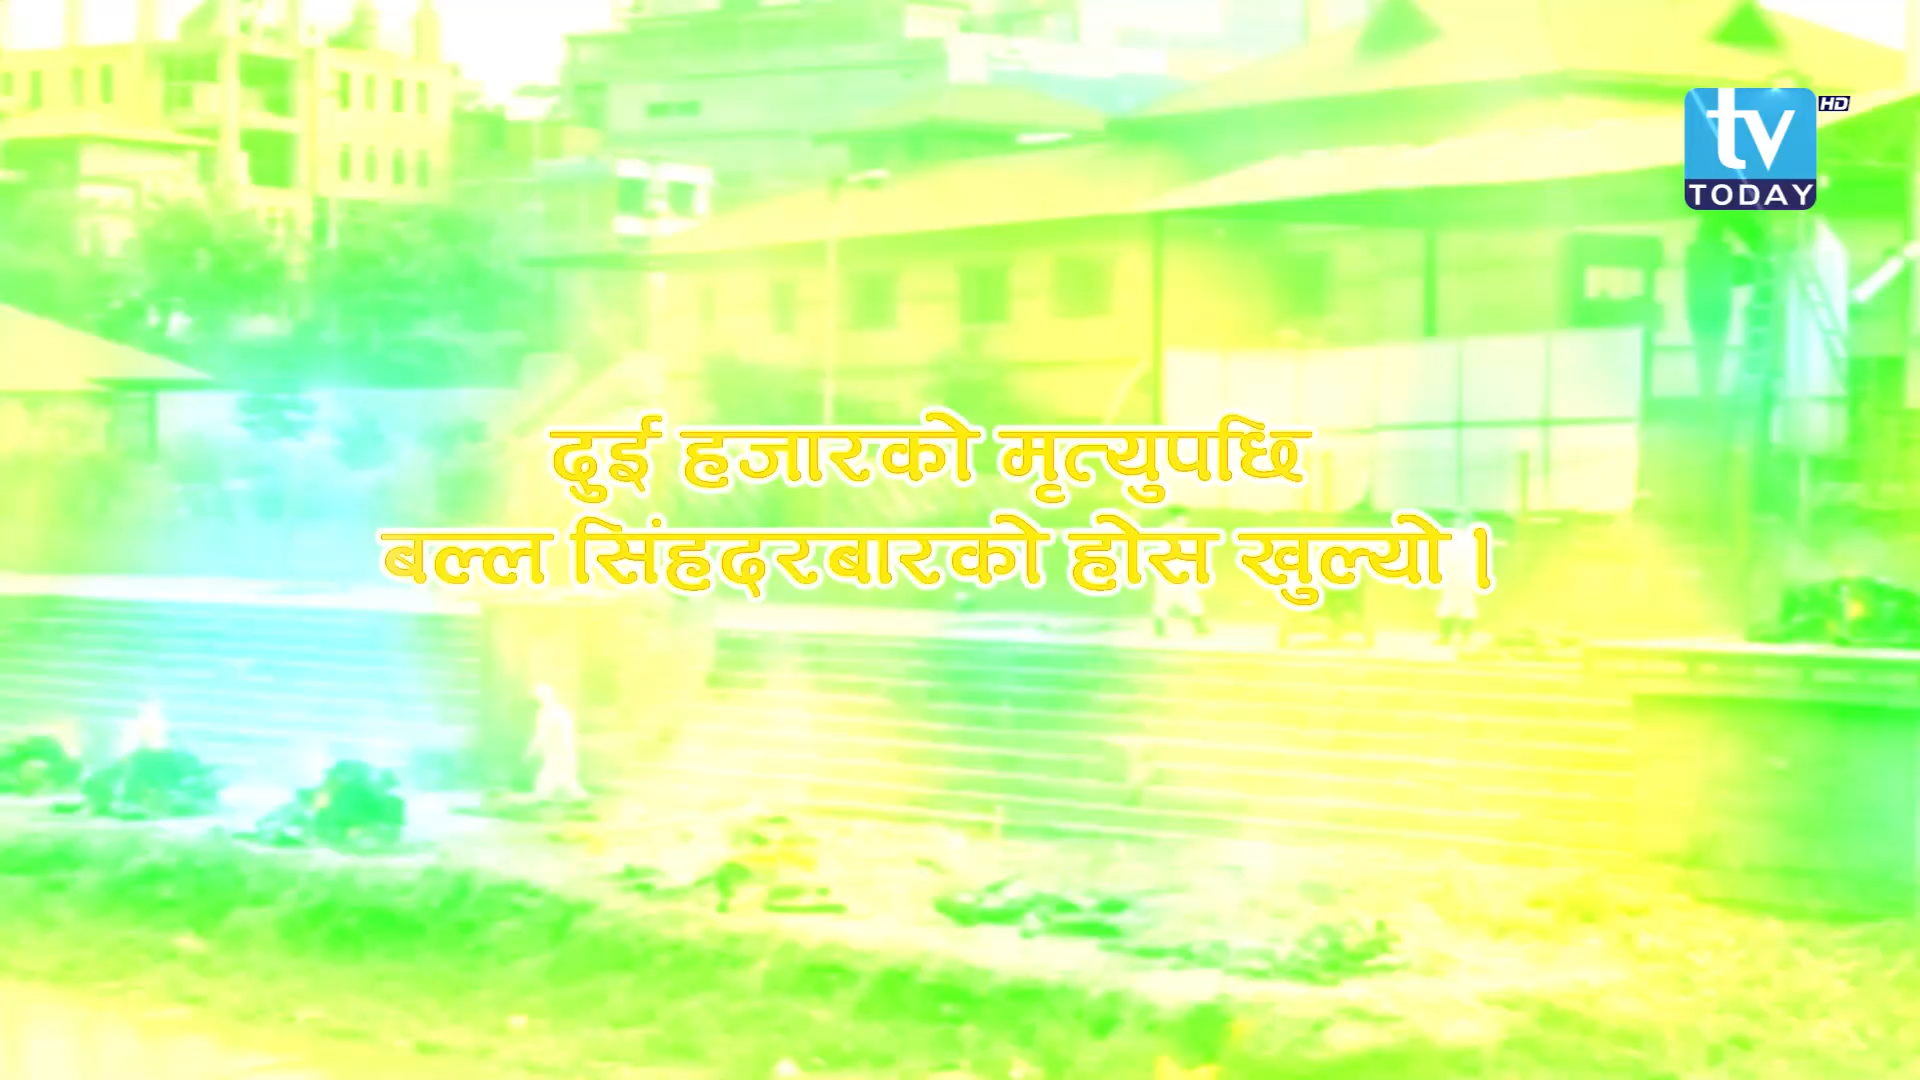 tv
HD
TODAY
दुई हजारको मृत्युपछि
बल्ल सिंहदरबारको होस खुल्यो ।